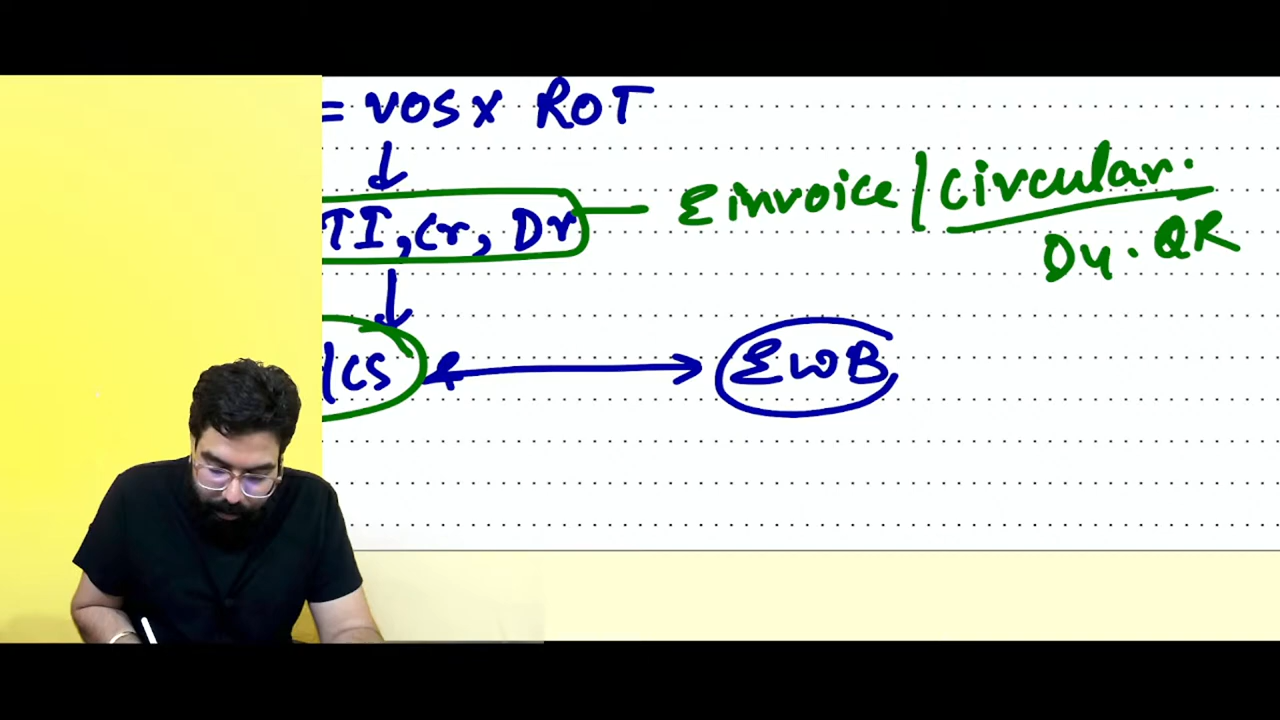 = VOS x ROT
TI, Cr, Dr
Einvoice / Circular.
Dy. QR
/CS
EWB